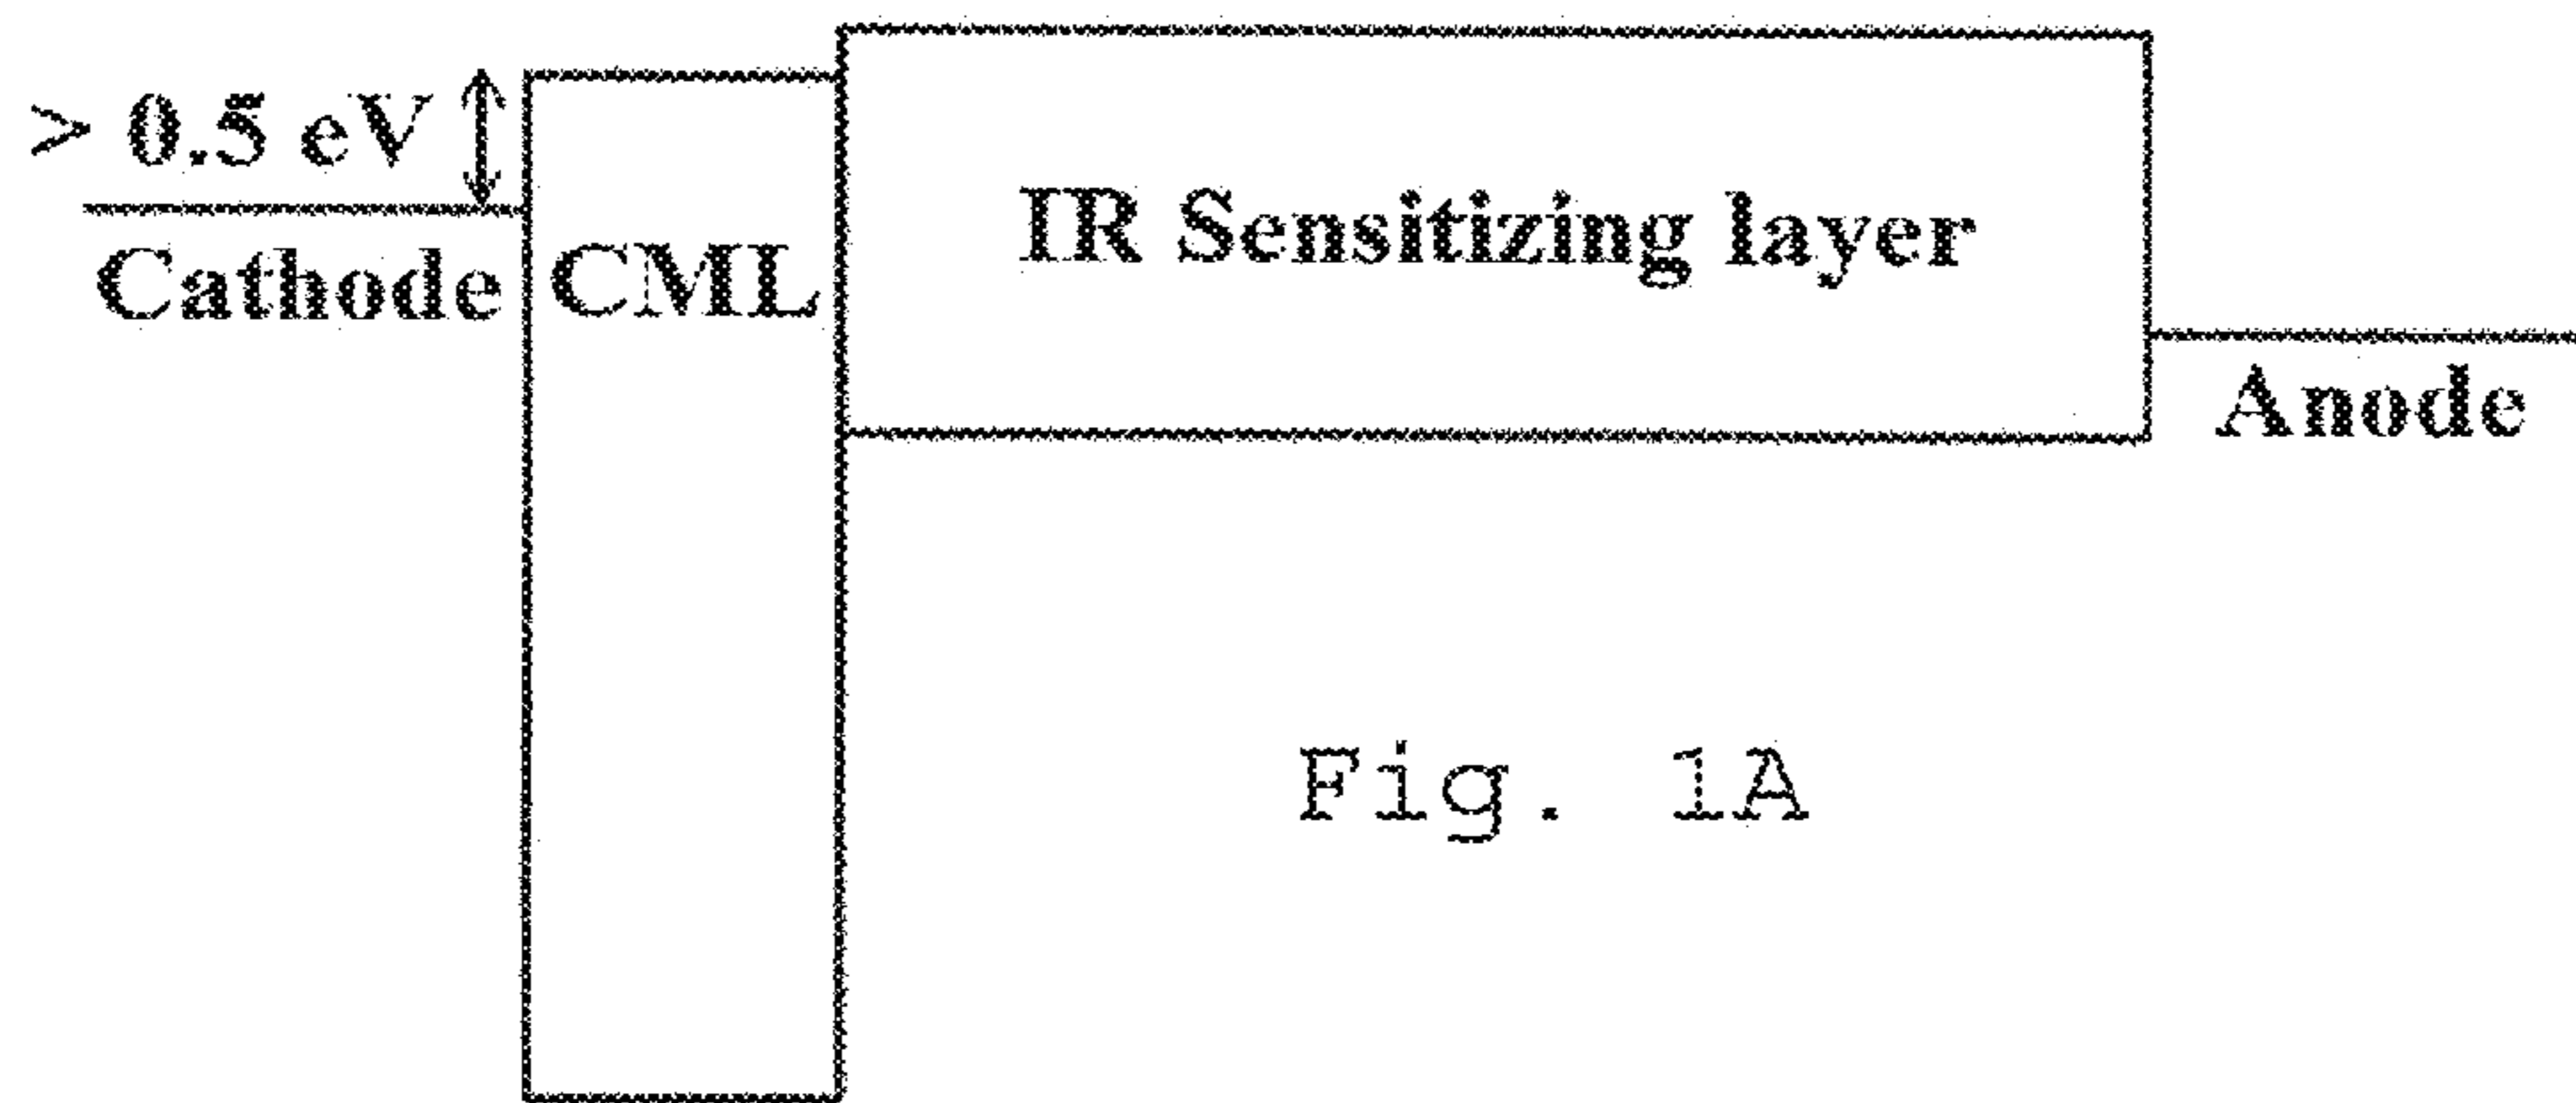 > 0.5 eV
Cathode
CML
IR Sensitizing layer
Anode
Fig. 1A